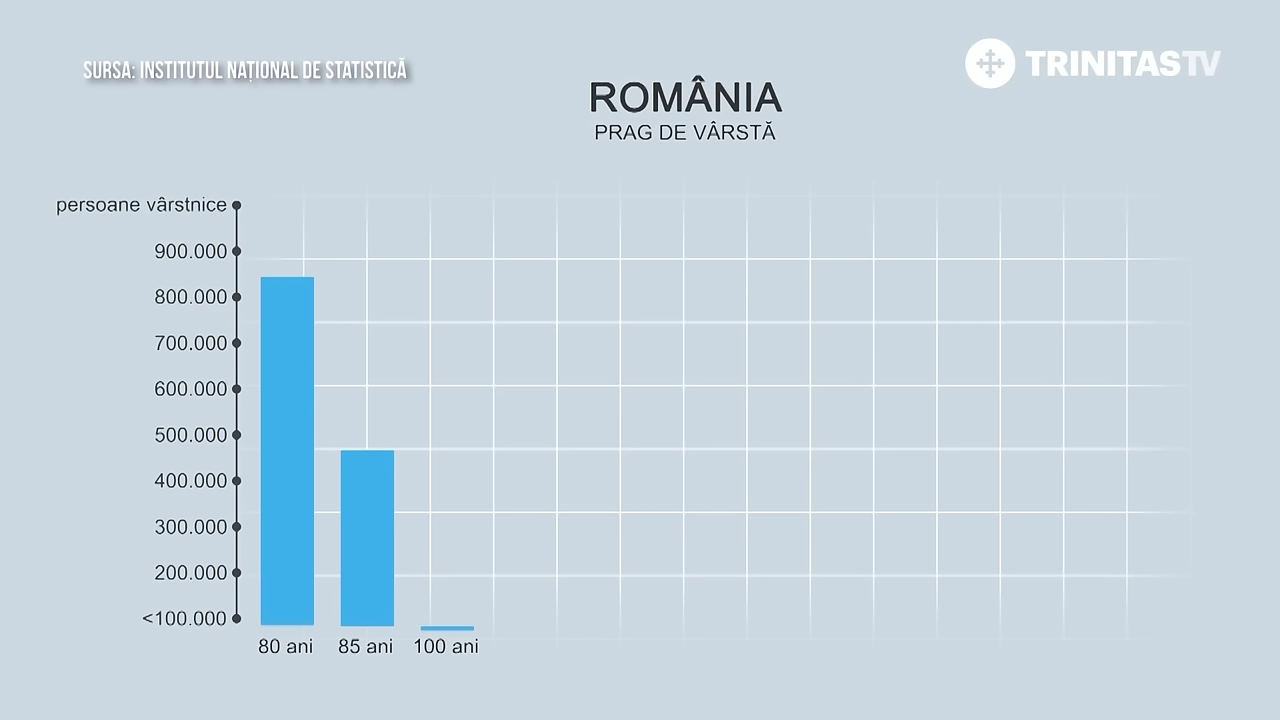 SURSA: INSTITUTUL NAȚIONAL DE STATISTICĂ
TRINITASTV
ROMÂNIA
PRAG DE VÂRSTĂ
persoane vârstnice
900.000
800.000
700.000
600.000
500.000
400.000
300.000
200.000
<100.000
80 ani 85 ani 100 ani